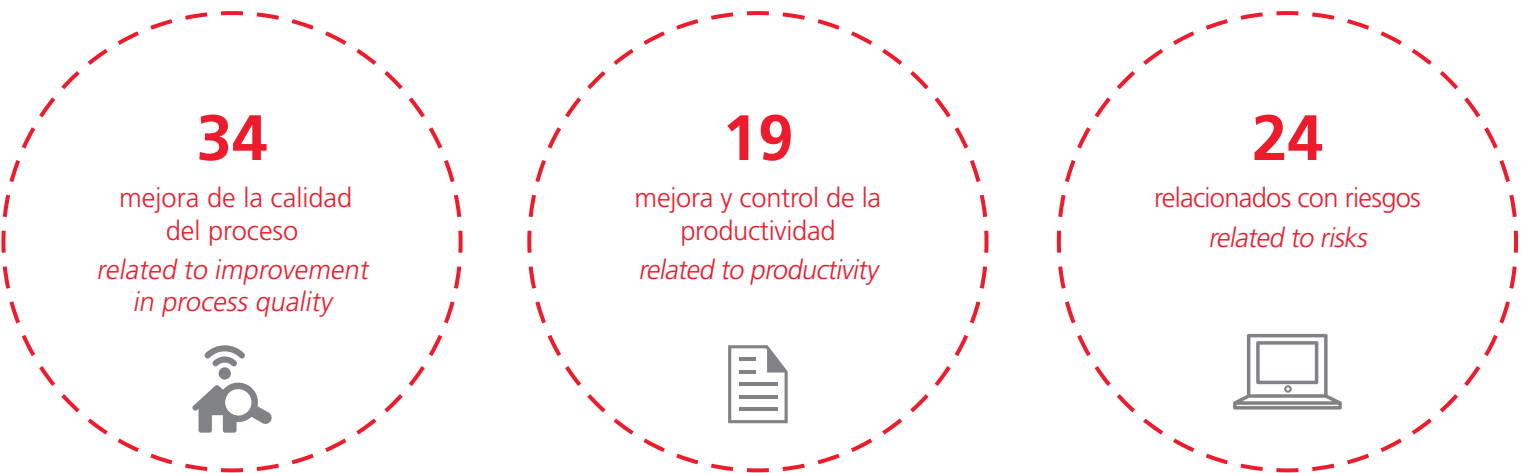 34
mejora de la calidad
del proceso
related to improvement
in process quality
19
mejora y control de la
productividad
related to productivity
24
relacionados con riesgos
related to risks